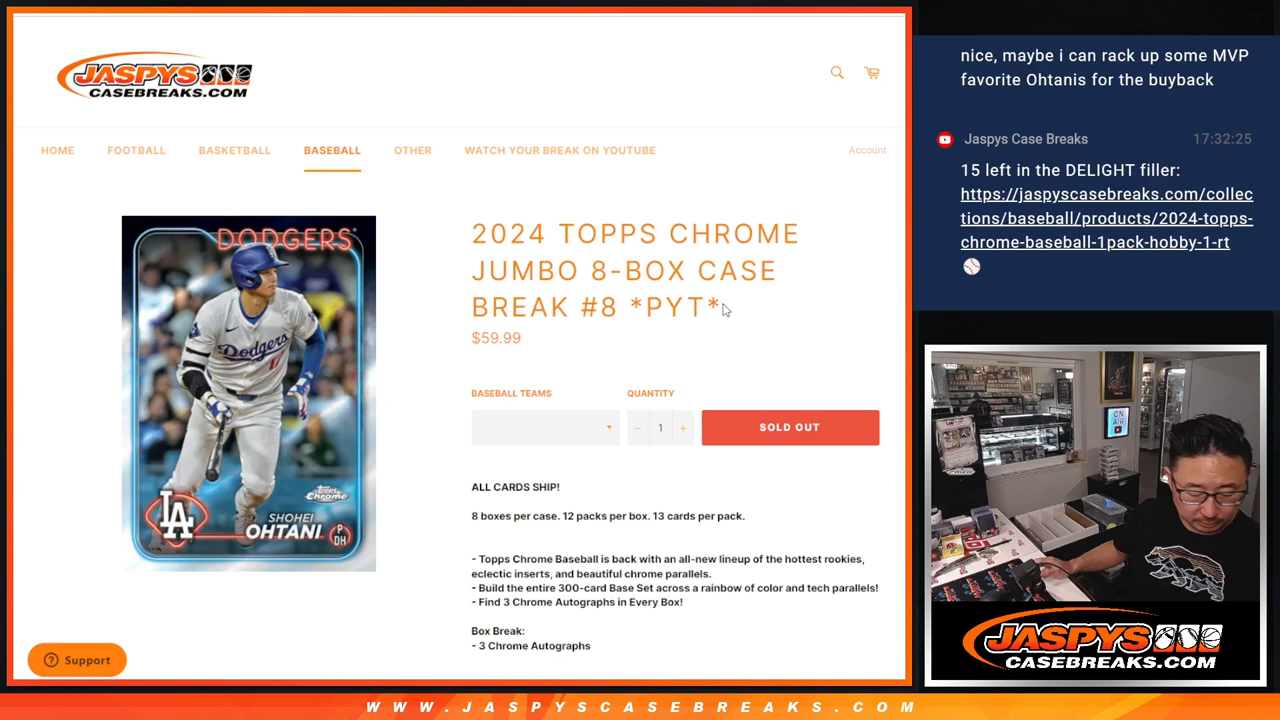 JASPYS
CASEBREAKS.COM
HOME
FOOTBALL
BASKETBALL
BASEBALL
OTHER
WATCH YOUR BREAK ON YOUTUBE
Account
DODGERS
Dodgers
Topps
Chrome
LA
SHOHEI
OHTANI
P
DH
2024 TOPPS CHROME
JUMBO 8-BOX CASE
BREAK #8 *PYT*
$59.99
BASEBALL TEAMS
QUANTITY
1
SOLD OUT
ALL CARDS SHIP!
8 boxes per case. 12 packs per box. 13 cards per pack.
- Topps Chrome Baseball is back with an all-new lineup of the hottest rookies,
eclectic inserts, and beautiful chrome parallels.
- Build the entire 300-card Base Set across a rainbow of color and tech parallels!
- Find 3 Chrome Autographs in Every Box!
Box Break:
- 3 Chrome Autographs
Support
nice, maybe i can rack up some MVP
favorite Ohtanis for the buyback
Jaspys Case Breaks
17:32:25
15 left in the DELIGHT filler:
https://jaspyscasebreaks.com/collec
tions/baseball/products/2024-topps-
chrome-baseball-1pack-hobby-1-rt
ON
AIR
JASPYS
CASEBREAKS.COM
WWW.JASPYSCASEBREAKS.COM